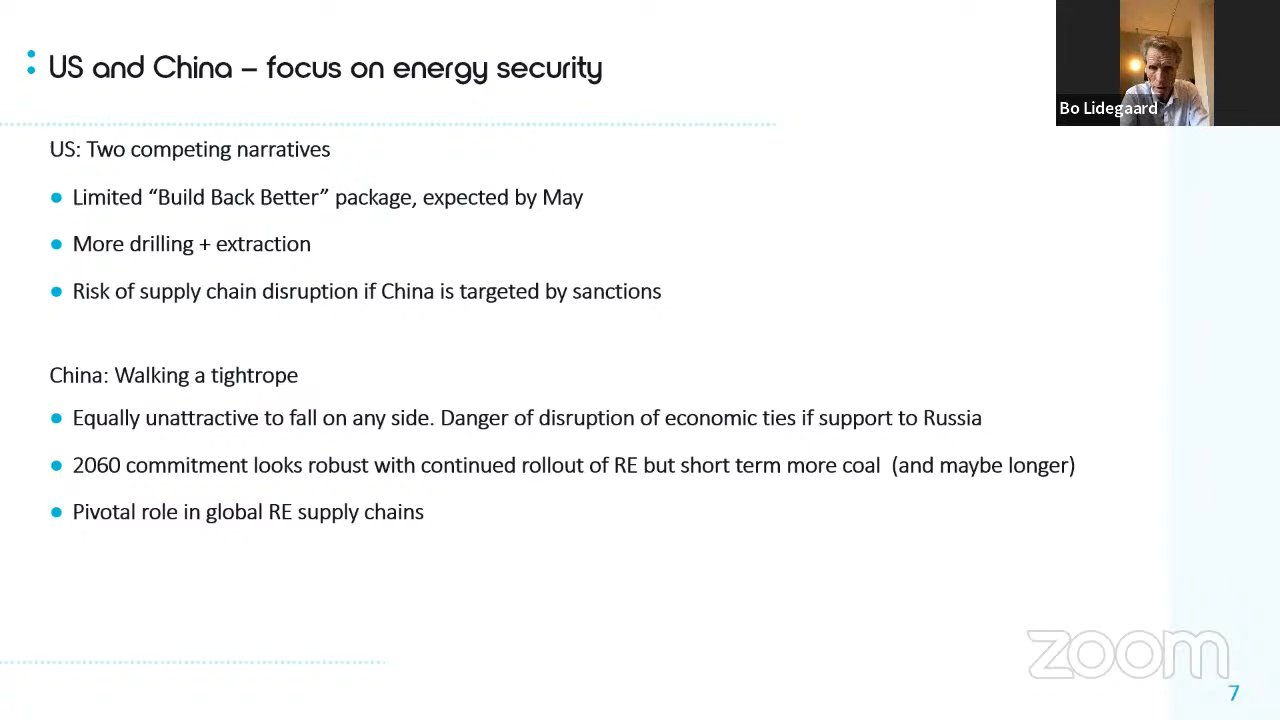 US and China – focus on energy security
Bo Lidegaard
US: Two competing narratives
Limited “Build Back Better” package, expected by May
More drilling + extraction
Risk of supply chain disruption if China is targeted by sanctions
China: Walking a tightrope
Equally unattractive to fall on any side. Danger of disruption of economic ties if support to Russia
2060 commitment looks robust with continued rollout of RE but short term more coal (and maybe longer)
Pivotal role in global RE supply chains
zoom
7